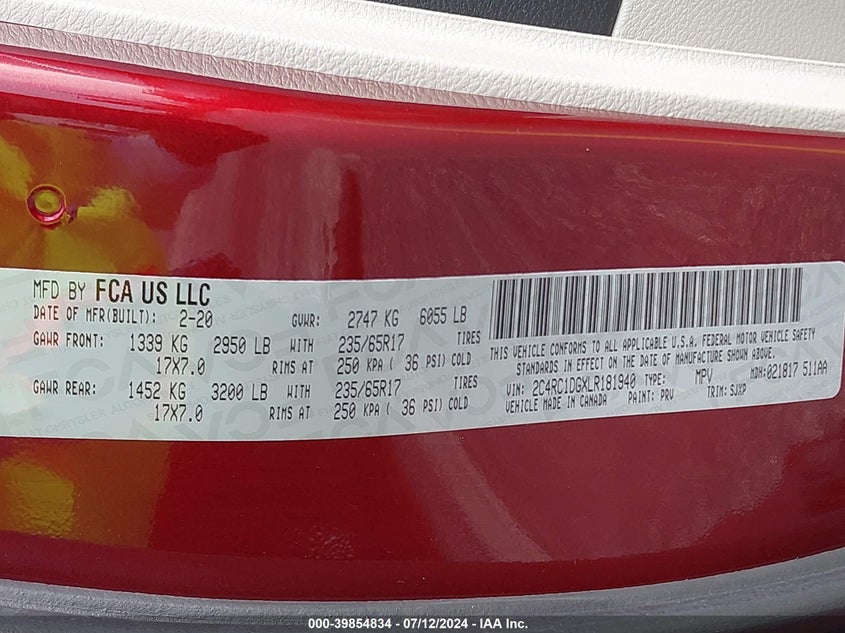 MFD BY FCA US LLC
DATE OF MFR(BUILT): 2-20 GVWR: 2747 KG 6055 LB
GAWR FRONT: 1339 KG 2950 LB WITH 235/65R17 TIRES
17X7.0 RIMS AT 250 KPA ( 36 PSI) COLD
GAWR REAR: 1452 KG 3200 LB WITH 235/65R17 TIRES
17X7.0 RIMS AT 250 KPA ( 36 PSI) COLD
THIS VEHICLE CONFORMS TO ALL APPLICABLE U.S.A. FEDERAL MOTOR VEHICLE SAFETY
STANDARDS IN EFFECT ON THE DATE OF MANUFACTURE SHOWN ABOVE.
VIN: 2C4RC1DGXLR181940 TYPE: MPV MDH:021817 511AA
VEHICLE MADE IN CANADA PAINT: PRV TRIM: SJXP
000-39854834 - 07/12/2024 - IAA Inc.